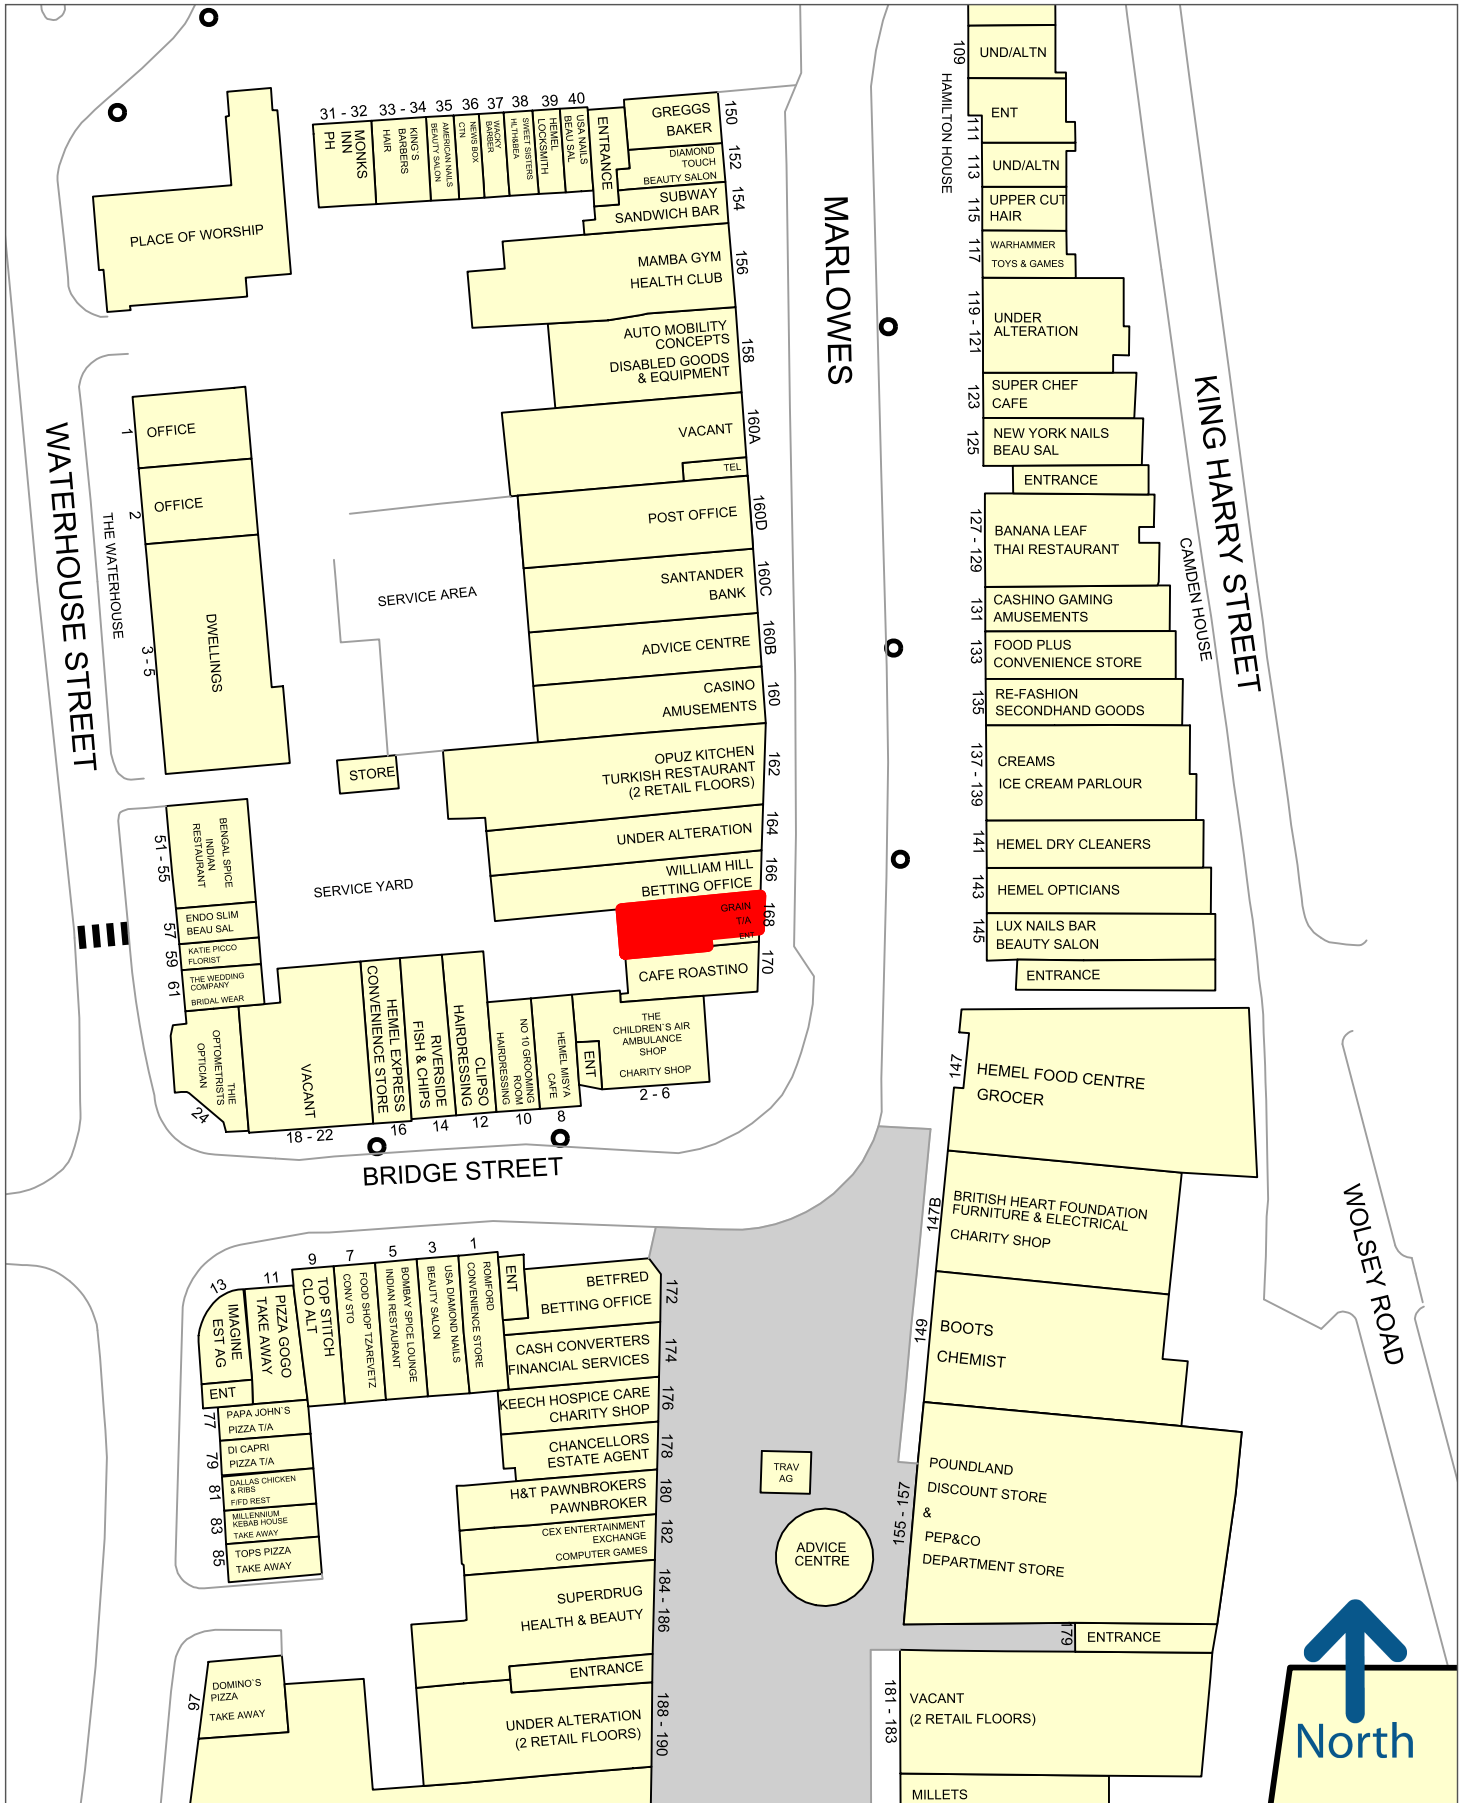 31 - 32
33 - 34
35
36
37
38
39
40
MONKS
INN
PH
KING'S
BARBERS
HAIR
AMERICAN NAILS
BEAUTY SALON
NEWS BOX
CTN
WACKY
BARBER
SWEET SISTERS
HLTH&BEA
HEMEL
LOCKSMITH
USA NAILS
BEAU SAL
ENTRANCE
GREGGS
BAKER
150
DIAMOND
TOUCH
BEAUTY SALON
152
SUBWAY
SANDWICH BAR
154
MAMBA GYM
HEALTH CLUB
156
AUTO MOBILITY
CONCEPTS
DISABLED GOODS
& EQUIPMENT
158
VACANT
160A
TEL
POST OFFICE
160D
SANTANDER
BANK
160C
ADVICE CENTRE
160B
CASINO
AMUSEMENTS
160
OPUZ KITCHEN
TURKISH RESTAURANT
(2 RETAIL FLOORS)
162
UNDER ALTERATION
164
WILLIAM HILL
BETTING OFFICE
166
GRAIN
T/A
ENT
168
CAFE ROASTINO
170
PLACE OF WORSHIP
WATERHOUSE STREET
THE WATERHOUSE
1
OFFICE
2
OFFICE
3 - 5
DWELLINGS
SERVICE AREA
STORE
SERVICE YARD
51 - 55
BENGAL SPICE
INDIAN
RESTAURANT
57
ENDO SLIM
BEAU SAL
59
KATIE PICCO
FLORIST
61
THE WEDDING
COMPANY
BRIDAL WEAR
THIE
OPTOMETRISTS
OPTICIAN
24
VACANT
18 - 22
HEMEL EXPRESS
CONVENIENCE STORE
16
RIVERSIDE
FISH & CHIPS
14
CLIPSO
HAIRDRESSING
12
NO 10 GROOMING
ROOM
HAIRDRESSING
10
HEMEL MISYA
CAFE
8
ENT
THE
CHILDREN`S AIR
AMBULANCE
SHOP
CHARITY SHOP
2 - 6
BRIDGE STREET
MARLOWES
109
UND/ALTN
HAMILTON HOUSE
ENT
111
113
UND/ALTN
115
UPPER CUT
HAIR
117
WARHAMMER
TOYS & GAMES
119 - 121
UNDER
ALTERATION
123
SUPER CHEF
CAFE
125
NEW YORK NAILS
BEAU SAL
ENTRANCE
127 - 129
BANANA LEAF
THAI RESTAURANT
131
CASHINO GAMING
AMUSEMENTS
133
FOOD PLUS
CONVENIENCE STORE
135
RE-FASHION
SECONDHAND GOODS
137 - 139
CREAMS
ICE CREAM PARLOUR
141
HEMEL DRY CLEANERS
143
HEMEL OPTICIANS
145
LUX NAILS BAR
BEAUTY SALON
ENTRANCE
CAMDEN HOUSE
KING HARRY STREET
147
HEMEL FOOD CENTRE
GROCER
147B
BRITISH HEART FOUNDATION
FURNITURE & ELECTRICAL
CHARITY SHOP
149
BOOTS
CHEMIST
155 - 157
POUNDLAND
DISCOUNT STORE
&
PEP&CO
DEPARTMENT STORE
179
ENTRANCE
181 - 183
VACANT
(2 RETAIL FLOORS)
MILLETS
WOLSEY ROAD
TRAV
AG
ADVICE
CENTRE
13
IMAGINE
EST AG
ENT
11
PIZZA GOGO
TAKE AWAY
9
TOP STITCH
CLO ALT
7
FOOD SHOP TZAREVETZ
CONV STO
5
BOMBAY SPICE LOUNGE
INDIAN RESTAURANT
3
USA DIAMOND NAILS
BEAUTY SALON
1
ROMFORD
CONVENIENCE STORE
ENT
BETFRED
BETTING OFFICE
172
CASH CONVERTERS
FINANCIAL SERVICES
174
KEECH HOSPICE CARE
CHARITY SHOP
176
CHANCELLORS
ESTATE AGENT
178
H&T PAWNBROKERS
PAWNBROKER
180
CEX ENTERTAINMENT
EXCHANGE
COMPUTER GAMES
182
SUPERDRUG
HEALTH & BEAUTY
184 - 186
ENTRANCE
UNDER ALTERATION
(2 RETAIL FLOORS)
188 - 190
77
PAPA JOHN`S
PIZZA T/A
79
DI CAPRI
PIZZA T/A
81
DALLAS CHICKEN
& RIBS
F/FD REST
83
MILLENNIUM
KEBAB HOUSE
TAKE AWAY
85
TOPS PIZZA
TAKE AWAY
97
DOMINO`S
PIZZA
TAKE AWAY
North